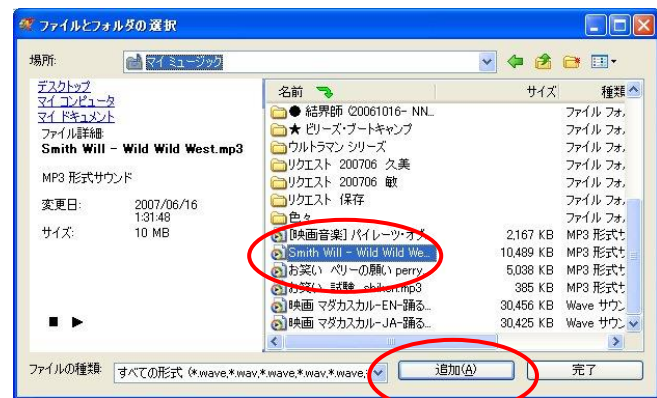 ファイルとフォルダの選択
場所:
マイ ミュージック
デスクトップ
マイ コンピュータ
マイ ドキュメント
ファイル詳細:
Smith Will - Wild Wild West.mp3
MP3 形式サウンド
変更日: 2007/06/16
1:31:48
サイズ: 10 MB
名前 サイズ 種類
● 結界師 (20061016- NN... ファイル フォ.
★ ビリーズ・ブートキャンプ ファイル フォ.
ウルトラマン シリーズ ファイル フォ.
リクエスト 200706 久美 ファイル フォ.
リクエスト 200706 敏 ファイル フォ.
リクエスト 保存 ファイル フォ.
色々 ファイル フォ.
[映画音楽] パイレーツ・オブ 2,167 KB MP3 形式サ
Smith Will - Wild Wild We... 10,489 KB MP3 形式サ
お笑い ペリーの願い perry 5,038 KB MP3 形式サ
お笑い 試験 shiken.mp3 385 KB MP3 形式サ
映画 マダカスカル-EN-踊る... 30,456 KB Wave サウン
映画 マダカスカル-JA-踊る... 30,425 KB Wave サウン
ファイルの種類: すべての形式 (*.wave,*.wav,*.wave,*.wav,*.wave,*
追加(A)
完了